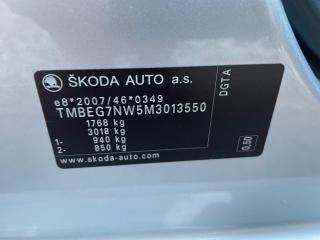 ŠKODA AUTO a.s.
e8*2007/46*0349
TMBEG7NW5M3013550
1768 kg
3018 kg
1- 940 kg
2- 850 kg
www.skoda-auto.com
DGTA
0,50